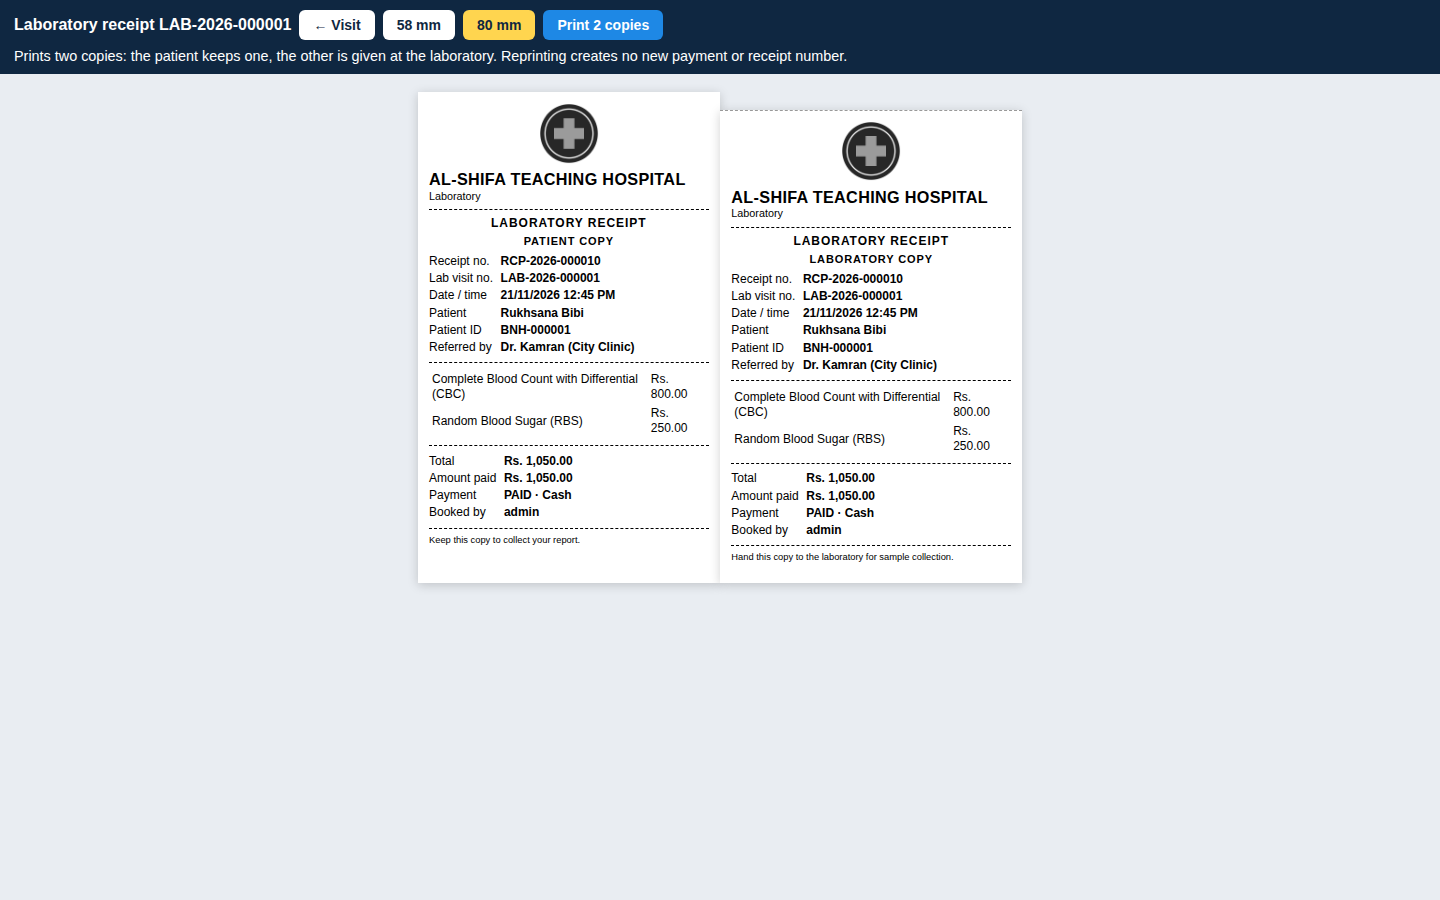 Laboratory receipt LAB-2026-000001
← Visit
58 mm
80 mm
Print 2 copies
Prints two copies: the patient keeps one, the other is given at the laboratory. Reprinting creates no new payment or receipt number.
AL-SHIFA TEACHING HOSPITAL
Laboratory
LABORATORY RECEIPT
PATIENT COPY
Receipt no. RCP-2026-000010
Lab visit no. LAB-2026-000001
Date / time 21/11/2026 12:45 PM
Patient Rukhsana Bibi
Patient ID BNH-000001
Referred by Dr. Kamran (City Clinic)
Complete Blood Count with Differential Rs.
(CBC) 800.00
Random Blood Sugar (RBS) Rs.
250.00
Total Rs. 1,050.00
Amount paid Rs. 1,050.00
Payment PAID · Cash
Booked by admin
Keep this copy to collect your report.
AL-SHIFA TEACHING HOSPITAL
Laboratory
LABORATORY RECEIPT
LABORATORY COPY
Receipt no. RCP-2026-000010
Lab visit no. LAB-2026-000001
Date / time 21/11/2026 12:45 PM
Patient Rukhsana Bibi
Patient ID BNH-000001
Referred by Dr. Kamran (City Clinic)
Complete Blood Count with Differential Rs.
(CBC) 800.00
Random Blood Sugar (RBS) Rs.
250.00
Total Rs. 1,050.00
Amount paid Rs. 1,050.00
Payment PAID · Cash
Booked by admin
Hand this copy to the laboratory for sample collection.